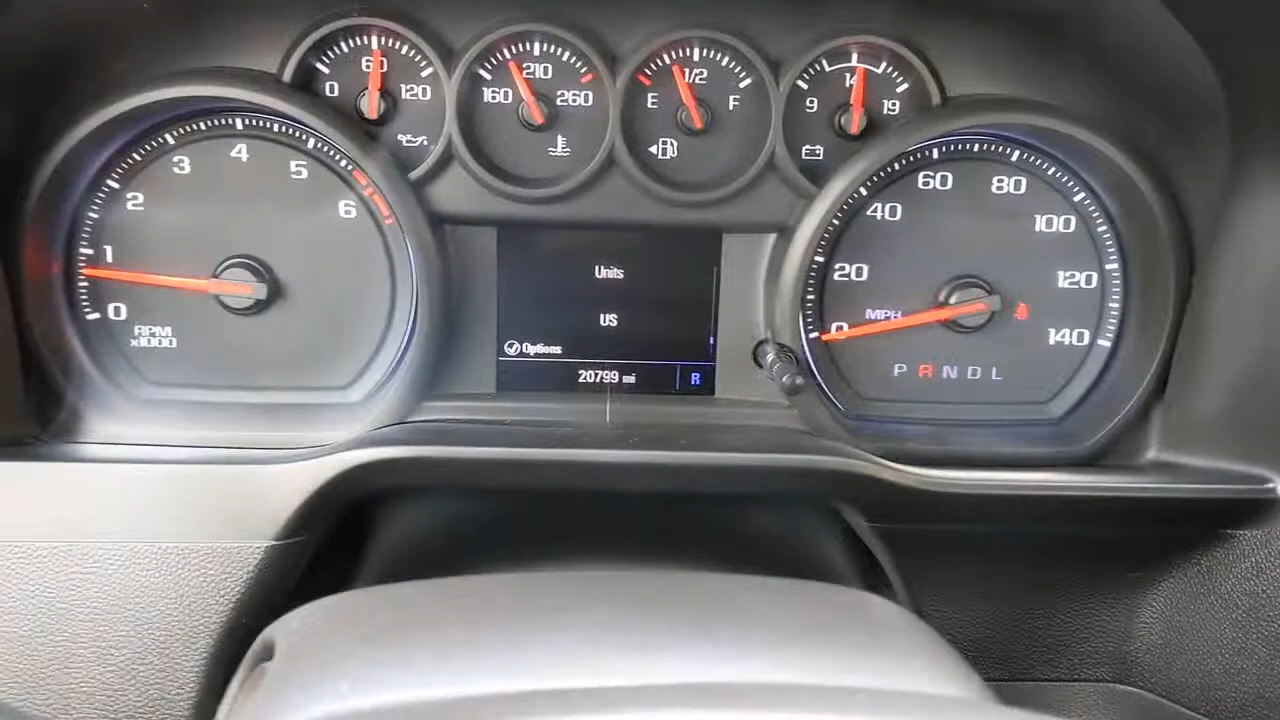 0 60 120
160 210 260
E 1/2 F
9 14 19
0 1 2 3 4 5 6
RPM
x1000
Units
US
Options
20799 mi R
0 20 40 60 80 100 120 140
MPH
P R N D L